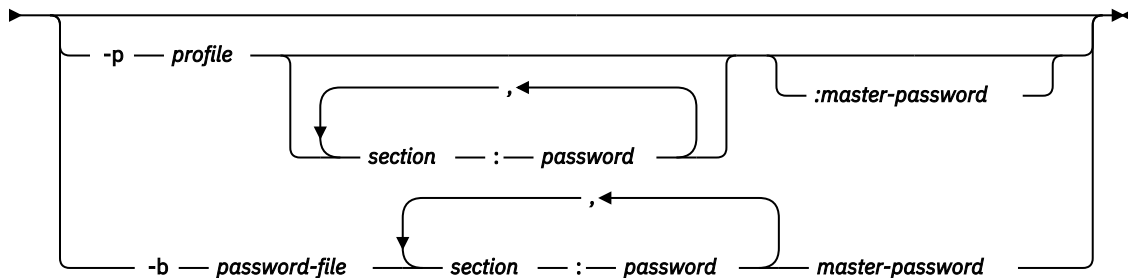 -p profile
,
:master-password
section : password
,
-b password-file section : password master-password